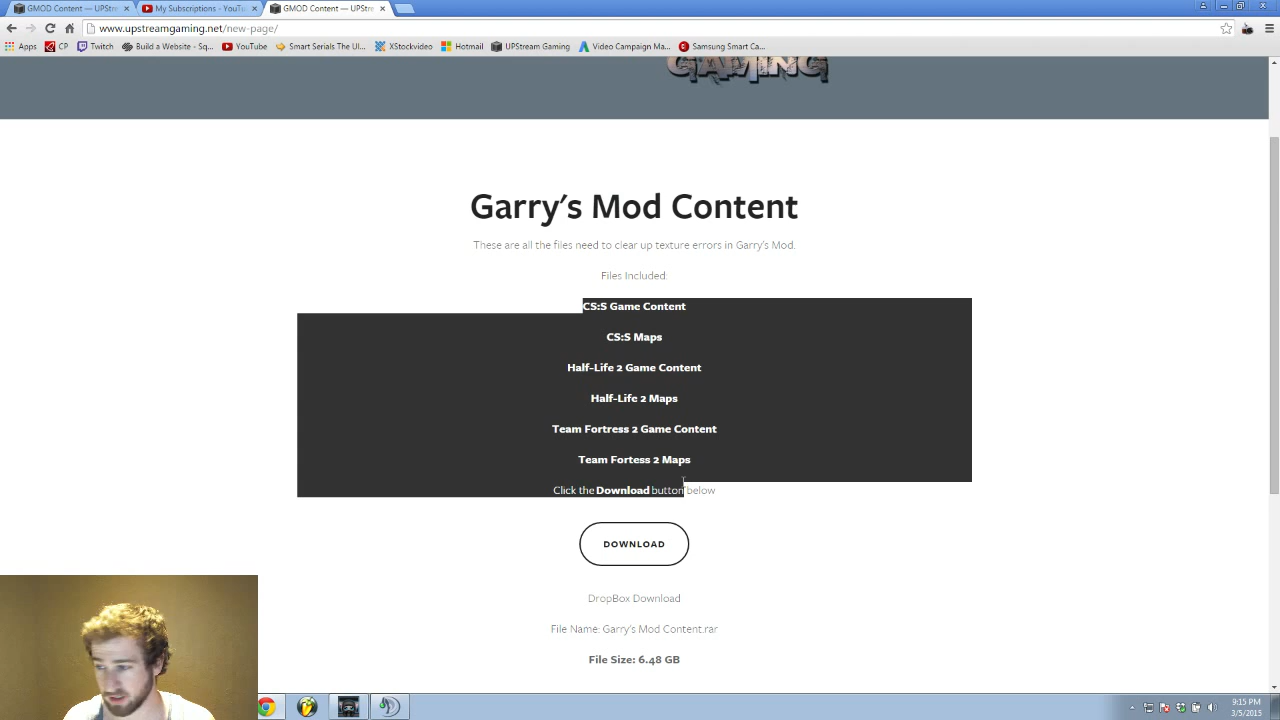 GMOD Content — UPStre
My Subscriptions - YouTu
GMOD Content — UPStre
www.upstreamgaming.net/new-page/
Apps
CP
Twitch
Build a Website - Sq...
YouTube
Smart Serials The Ul...
XStockvideo
Hotmail
UPStream Gaming
Video Campaign Ma...
Samsung Smart Ca...
GAMING
Garry's Mod Content
These are all the files need to clear up texture errors in Garry's Mod.
Files Included:
CS:S Game Content
CS:S Maps
Half-Life 2 Game Content
Half-Life 2 Maps
Team Fortress 2 Game Content
Team Fortess 2 Maps
Click the Download button below
DOWNLOAD
DropBox Download
File Name: Garry's Mod Content.rar
File Size: 6.48 GB
9:15 PM
3/5/2015